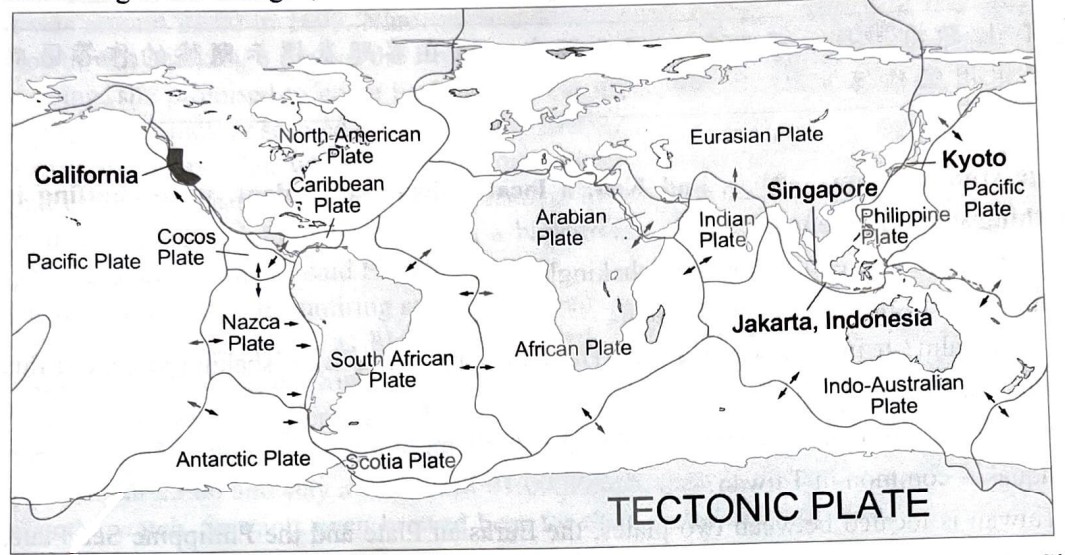 North American
Plate
Eurasian Plate
California
Kyoto
Caribbean
Plate
Singapore
Pacific
Plate
Arabian
Plate
Indian
Plate
Philippine
Plate
Cocos
Plate
Pacific Plate
Jakarta, Indonesia
Nazca
Plate
South African
Plate
African Plate
Indo-Australian
Plate
Antarctic Plate
Scotia Plate
TECTONIC PLATE